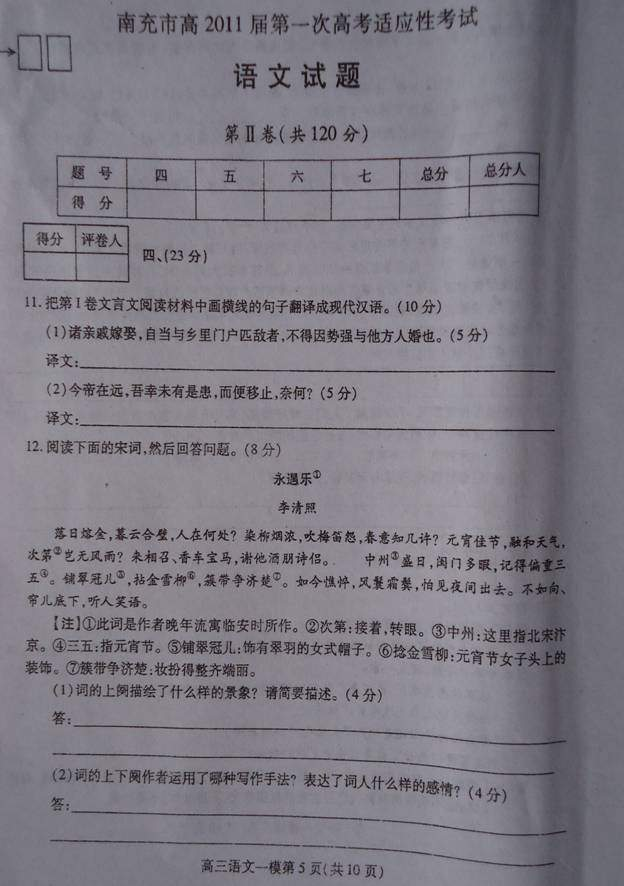 南充市高 2011 届第一次高考适应性考试
语文试题
第Ⅱ卷(共 120 分)
题 号 四 五 六 七 总分 总分人
得 分
得分 评卷人
四、(23 分)
11. 把第Ⅰ卷文言文阅读材料中画横线的句子翻译成现代汉语。(10 分)
(1)诸亲戚嫁娶,自当与乡里门户匹敌者,不得因势强与他方人婚也。(5 分)
译文:
(2)今帝在远,吾幸未有是患,而便移止,奈何? (5 分)
译文:
12. 阅读下面的宋词,然后回答问题。(8 分)
永遇乐①
李清照
落日熔金,暮云合璧,人在何处? 染柳烟浓,吹梅笛怨,春意知几许? 元宵佳节,融和天气,
次第②岂无风雨? 来相召、香车宝马,谢他酒朋诗侣。 中州③盛日,闺门多暇,记得偏重三
五④。铺翠冠儿⑤,拈金雪柳⑥,簇带争济楚⑦。如今憔悴,风鬟霜鬓,怕见夜间出去。不如向、
帘儿底下,听人笑语。
【注】①此词是作者晚年流寓临安时所作。②次第:接着,转眼。③中州:这里指北宋汴
京。④三五:指元宵节。⑤铺翠冠儿:饰有翠羽的女式帽子。⑥捻金雪柳:元宵节女子头上的
装饰。⑦簇带争济楚:妆扮得整齐端丽。
(1)词的上阕描绘了什么样的景象? 请简要描述。(4 分)
答:
(2)词的上下阕作者运用了哪种写作手法? 表达了词人什么样的感情? (4 分)
答:
高三语文一模第 5 页(共 10 页)